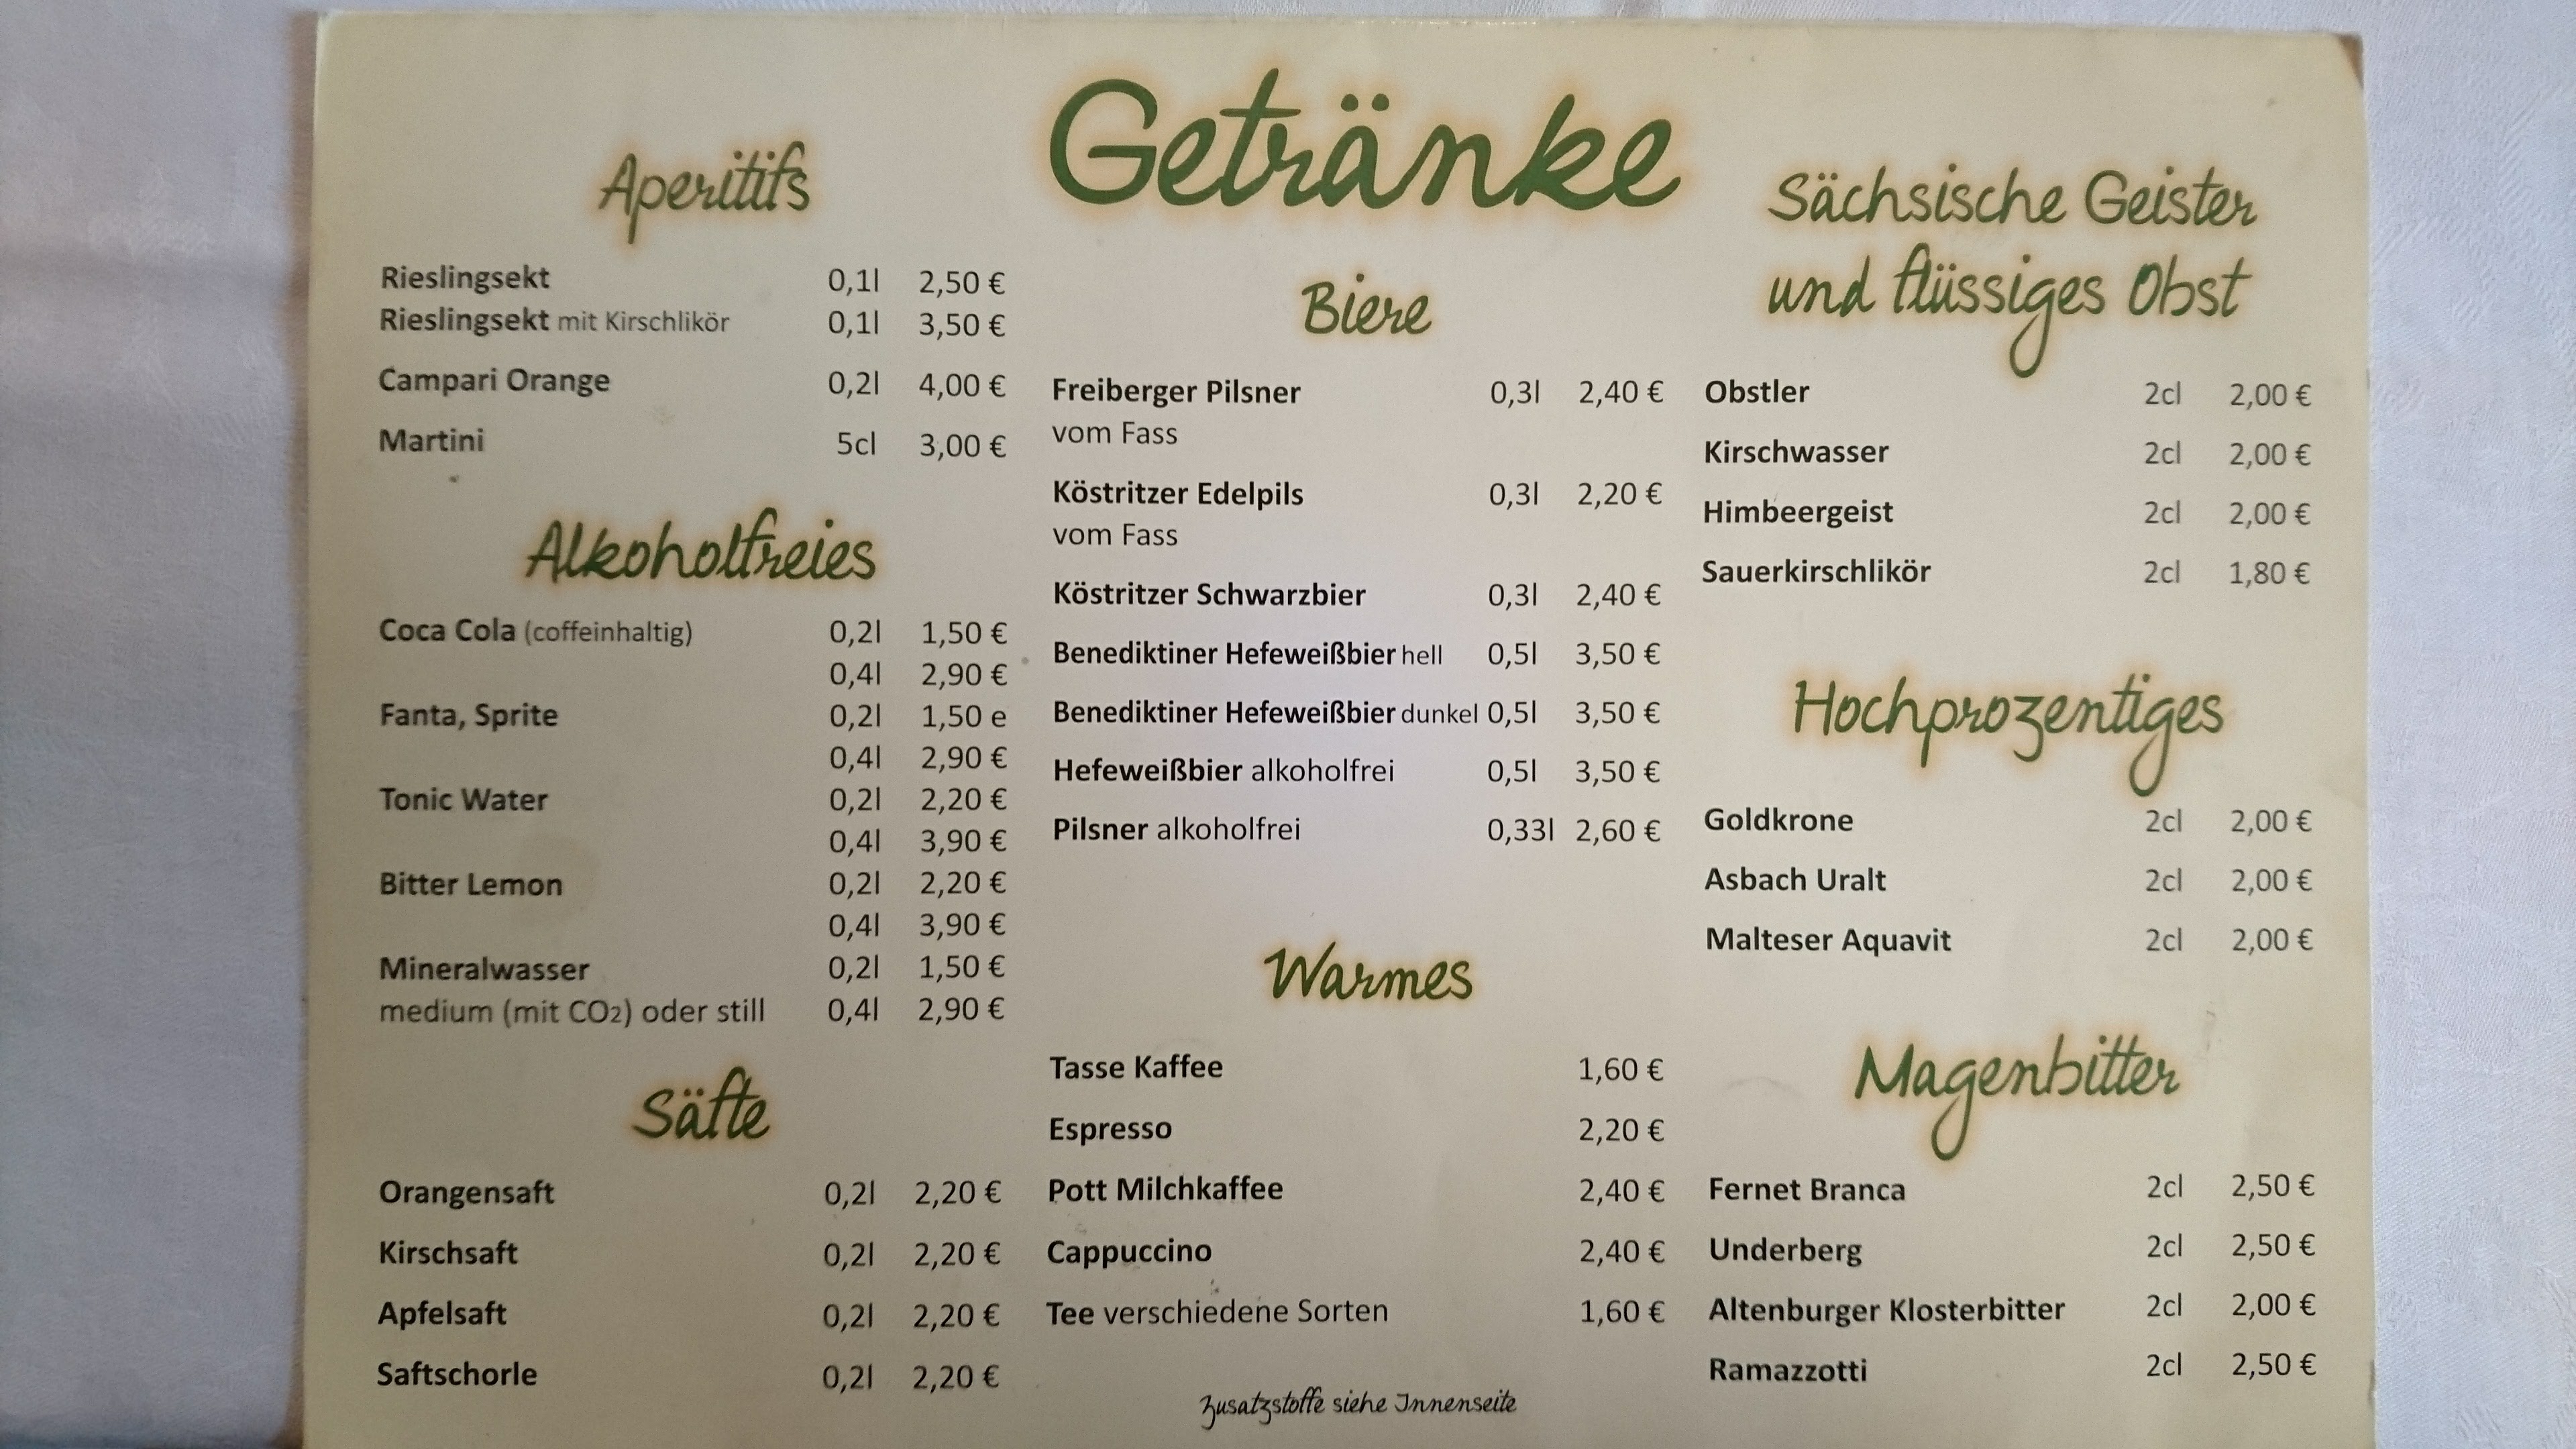 Getränke
Aperitifs
Rieslingsekt 0,1l 2,50 €
Rieslingsekt mit Kirschlikör 0,1l 3,50 €
Campari Orange 0,2l 4,00 €
Martini 5cl 3,00 €
Alkoholfreies
Coca Cola (coffeinhaltig) 0,2l 1,50 €
0,4l 2,90 €
Fanta, Sprite 0,2l 1,50 e
0,4l 2,90 €
Tonic Water 0,2l 2,20 €
0,4l 3,90 €
Bitter Lemon 0,2l 2,20 €
0,4l 3,90 €
Mineralwasser 0,2l 1,50 €
medium (mit CO₂) oder still 0,4l 2,90 €
Säfte
Orangensaft 0,2l 2,20 €
Kirschsaft 0,2l 2,20 €
Apfelsaft 0,2l 2,20 €
Saftschorle 0,2l 2,20 €
Biere
Freiberger Pilsner 0,3l 2,40 €
vom Fass
Köstritzer Edelpils 0,3l 2,20 €
vom Fass
Köstritzer Schwarzbier 0,3l 2,40 €
Benediktiner Hefeweißbier hell 0,5l 3,50 €
Benediktiner Hefeweißbier dunkel 0,5l 3,50 €
Hefeweißbier alkoholfrei 0,5l 3,50 €
Pilsner alkoholfrei 0,33l 2,60 €
Warmes
Tasse Kaffee 1,60 €
Espresso 2,20 €
Pott Milchkaffee 2,40 €
Cappuccino 2,40 €
Tee verschiedene Sorten 1,60 €
Zusatzstoffe siehe Innenseite
Sächsische Geister
und flüssiges Obst
Obstler 2cl 2,00 €
Kirschwasser 2cl 2,00 €
Himbeergeist 2cl 2,00 €
Sauerkirschlikör 2cl 1,80 €
Hochprozentiges
Goldkrone 2cl 2,00 €
Asbach Uralt 2cl 2,00 €
Malteser Aquavit 2cl 2,00 €
Magenbitter
Fernet Branca 2cl 2,50 €
Underberg 2cl 2,50 €
Altenburger Klosterbitter 2cl 2,00 €
Ramazzotti 2cl 2,50 €